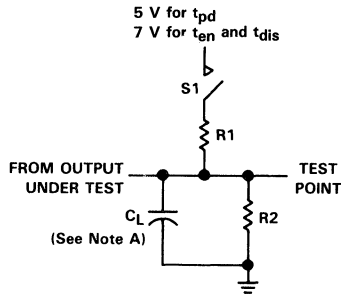 5 V for tpd
7 V for ten and tdis
S1
R1
FROM OUTPUT
UNDER TEST
TEST
POINT
CL
(See Note A)
R2